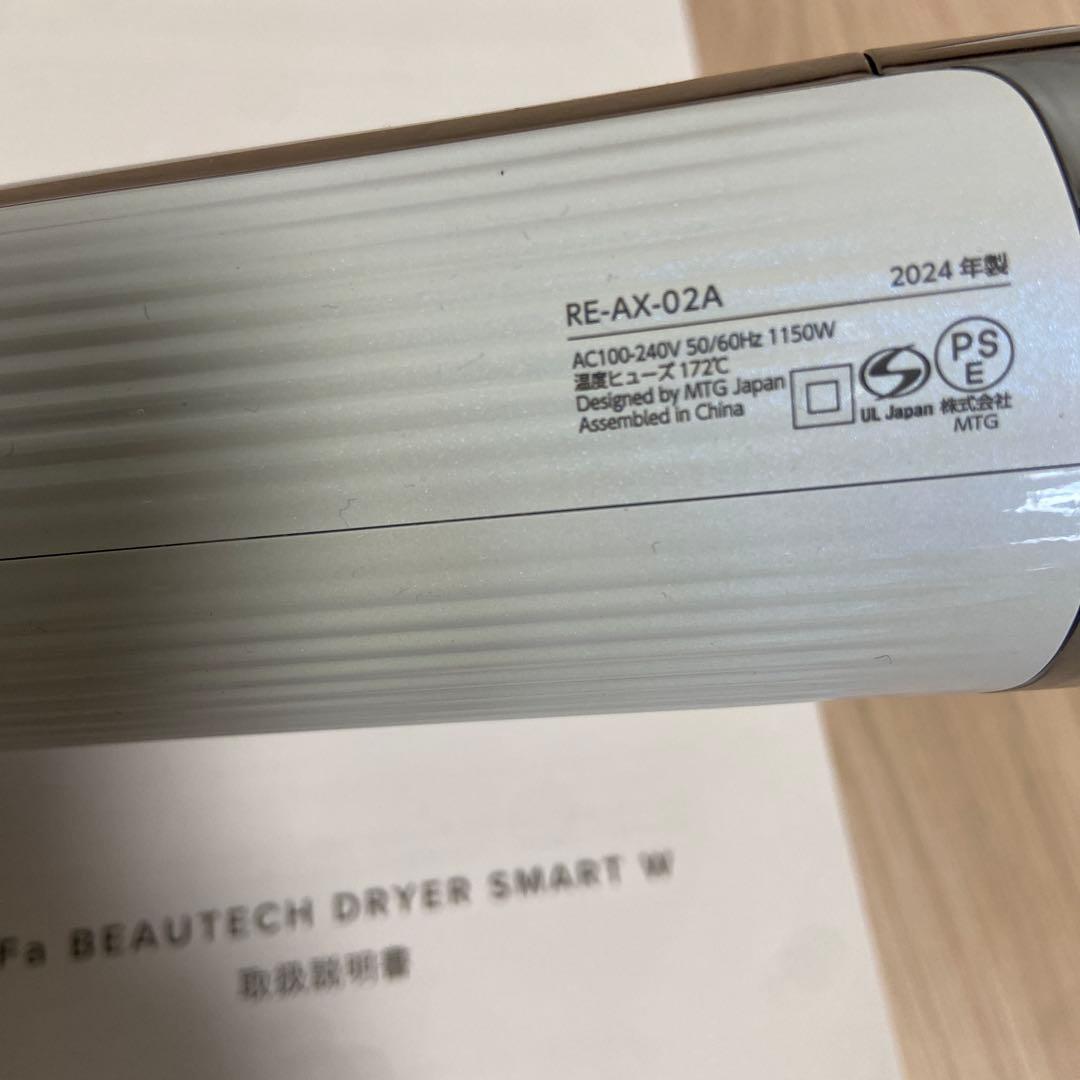 RE-AX-02A
2024 年製
AC100-240V 50/60Hz 1150W
温度ヒューズ 172℃
Designed by MTG Japan
Assembled in China
PS
E
UL Japan
株式会社
MTG
Fa BEAUTECH DRYER SMART W
取扱説明書